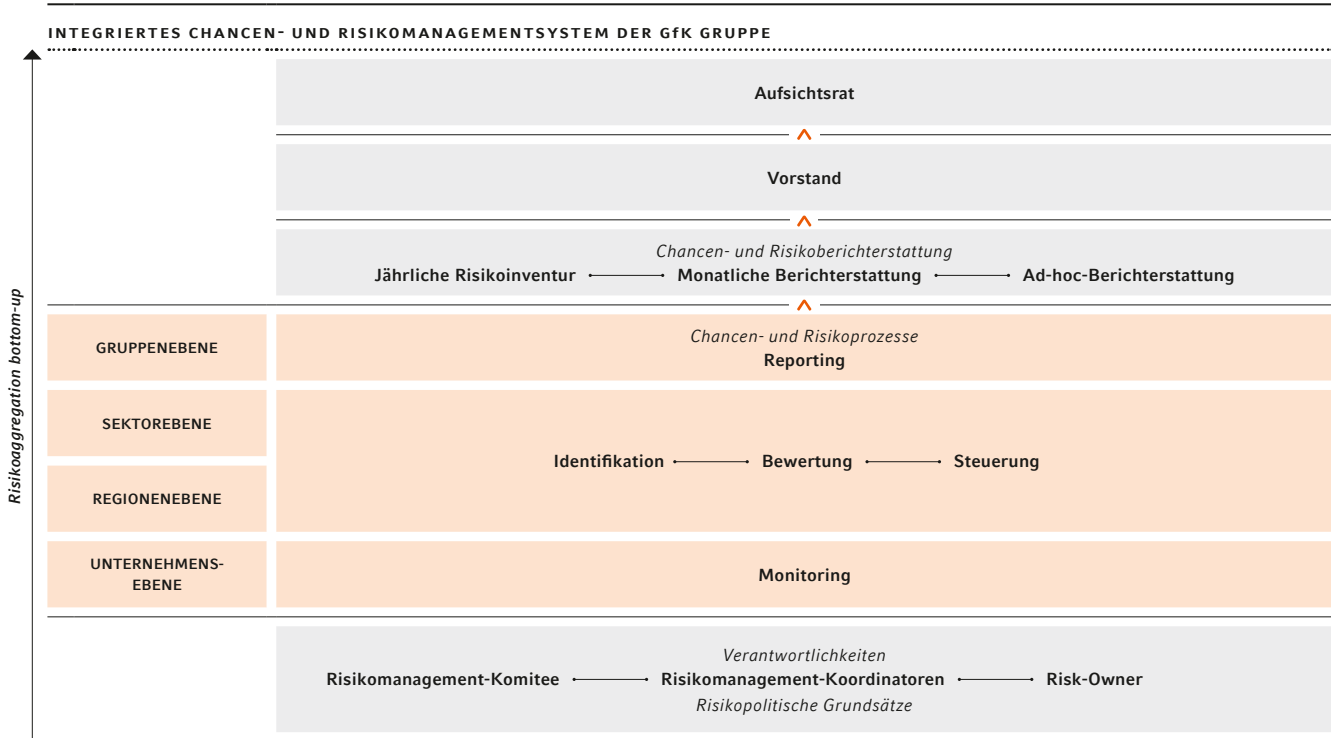 INTEGRIERTES CHANCEN- UND RISIKOMANAGEMENTSYSTEM DER GfK GRUPPE
Risikoaggregation bottom-up
Aufsichtsrat
Vorstand
Chancen- und Risikoberichterstattung
Jährliche Risikoinventur Monatliche Berichterstattung Ad-hoc-Berichterstattung
GRUPPENEBENE
Chancen- und Risikoprozesse
Reporting
SEKTOREBENE
REGIONENEBENE
Identifikation Bewertung Steuerung
UNTERNEHMENS-
EBENE
Monitoring
Verantwortlichkeiten
Risikomanagement-Komitee Risikomanagement-Koordinatoren Risk-Owner
Risikopolitische Grundsätze